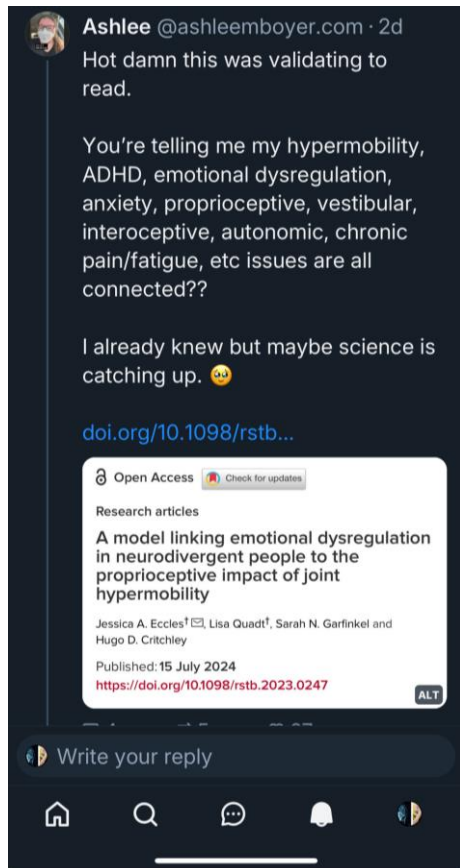 Ashlee @ashleemboyer.com · 2d
Hot damn this was validating to
read.
You’re telling me my hypermobility,
ADHD, emotional dysregulation,
anxiety, proprioceptive, vestibular,
interoceptive, autonomic, chronic
pain/fatigue, etc issues are all
connected??
I already knew but maybe science is
catching up. 🥹
doi.org/10.1098/rstb...
Open Access Check for updates
Research articles
A model linking emotional dysregulation
in neurodivergent people to the
proprioceptive impact of joint
hypermobility
Jessica A. Eccles† ✉, Lisa Quadt†, Sarah N. Garfinkel and
Hugo D. Critchley
Published: 15 July 2024
https://doi.org/10.1098/rstb.2023.0247
ALT
Write your reply